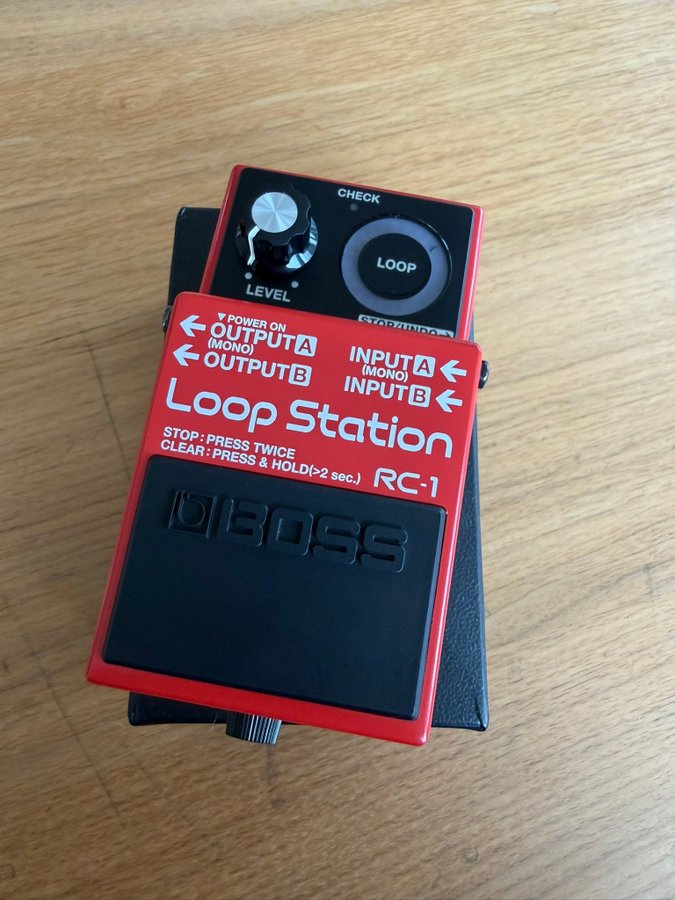 CHECK
LOOP
LEVEL
STOP/UNDO
▼POWER ON
OUTPUT A
(MONO)
OUTPUT B
INPUT A
(MONO)
INPUT B
Loop Station
STOP : PRESS TWICE
CLEAR : PRESS & HOLD(>2 sec.)
RC-1
BOSS